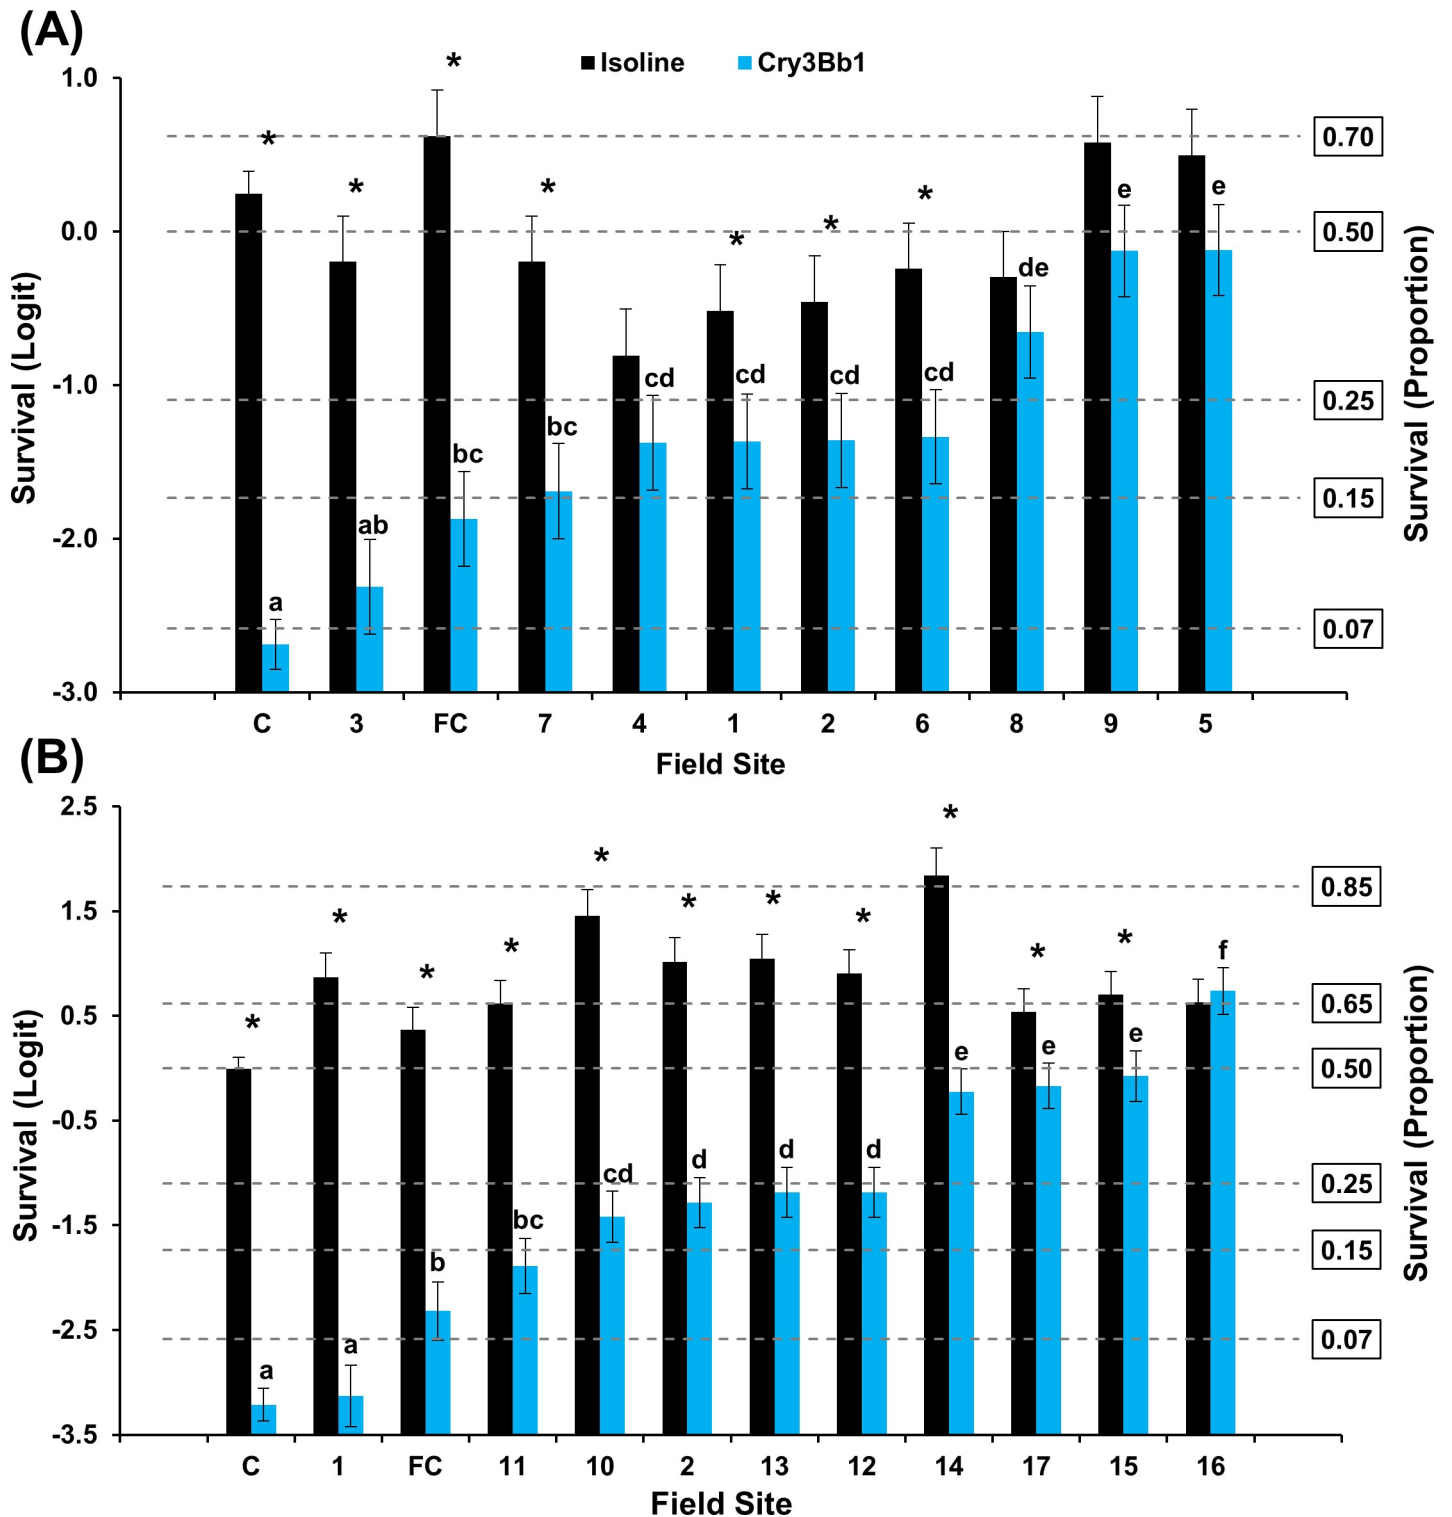 (A)
Isoline Cry3Bb1
* * * * * * * *
1.0
0.0
-1.0
-2.0
-3.0
Survival (Logit)
a ab bc bc cd cd cd cd de e e
0.70
0.50
0.25
0.15
0.07
Survival (Proportion)
C 3 FC 7 4 1 2 6 8 9 5
Field Site
(B)
* * * * * * * * * * *
2.5
1.5
0.5
-0.5
-1.5
-2.5
-3.5
Survival (Logit)
a a b bc cd d d d e e e f
0.85
0.65
0.50
0.25
0.15
0.07
Survival (Proportion)
C 1 FC 11 10 2 13 12 14 17 15 16
Field Site